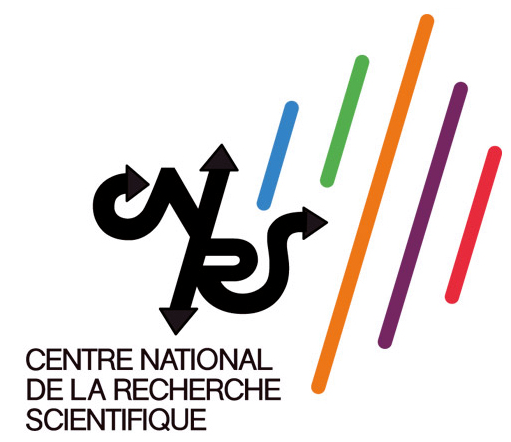 CNRS
CENTRE NATIONAL
DE LA RECHERCHE
SCIENTIFIQUE